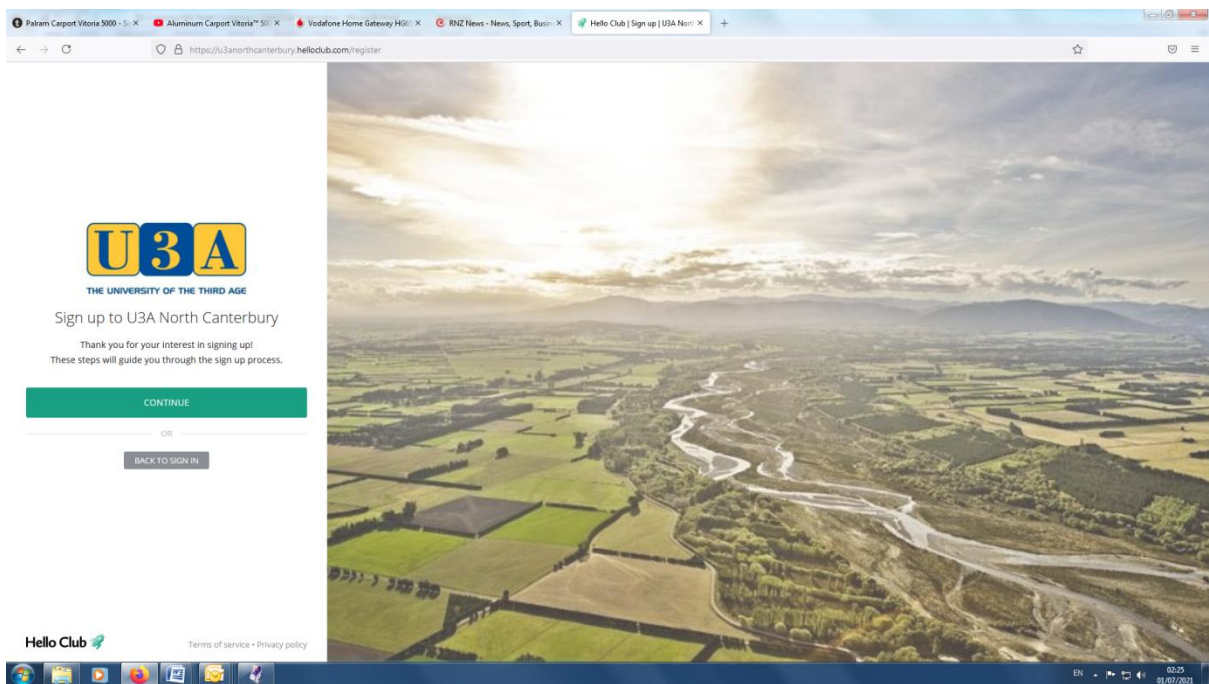 Palram Carport Vitoria 5000 - S
Aluminum Carport Vitoria™ 500
Vodafone Home Gateway HG65
RNZ News - News, Sport, Busin
Hello Club | Sign up | U3A Nort
https://u3anorthcanterbury.helloclub.com/register
U3A
THE UNIVERSITY OF THE THIRD AGE
Sign up to U3A North Canterbury
Thank you for your interest in signing up!
These steps will guide you through the sign up process.
CONTINUE
OR
BACK TO SIGN IN
Hello Club
Terms of service • Privacy policy
EN
02:25
01/07/2021